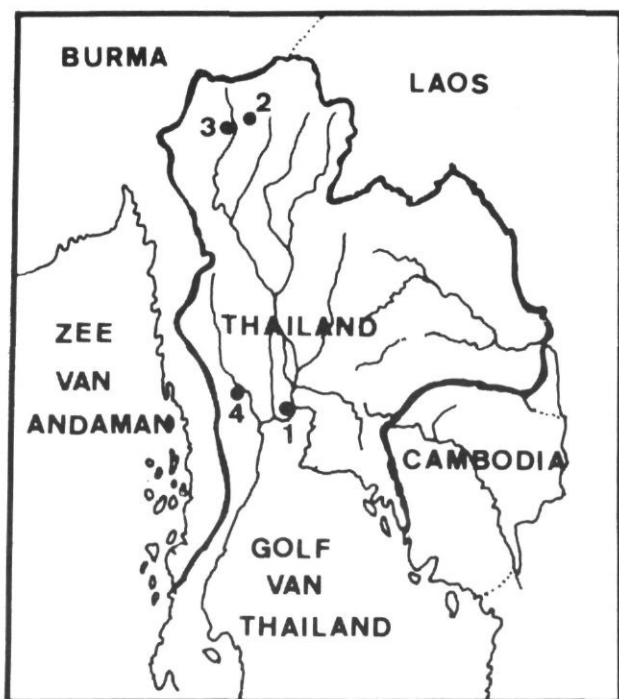 BURMA
LAOS
2
3
THAILAND
ZEE
VAN
ANDAMAN
4
1
CAMBODIA
GOLF
VAN
THAILAND